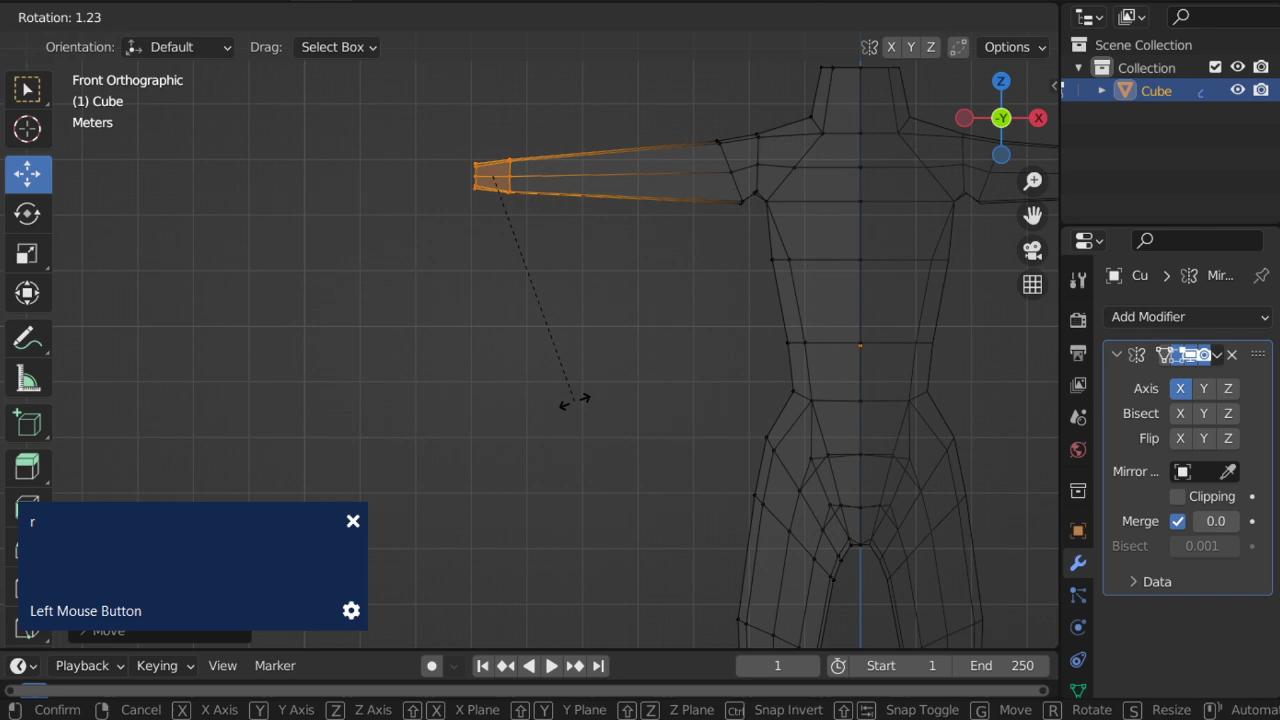 Rotation: 1.23
Orientation: Default Drag: Select Box X Y Z Options
Front Orthographic
(1) Cube
Meters
Z
-Y
X
Scene Collection
Collection
Cube
Cu Mir...
Add Modifier
Axis X Y Z
Bisect X Y Z
Flip X Y Z
Mirror ...
Clipping
Merge 0.0
Bisect 0.001
Data
r
Left Mouse Button
Move
Playback Keying View Marker 1 Start 1 End 250
Confirm Cancel X X Axis Y Y Axis Z Z Axis X X Plane Y Y Plane Z Z Plane Ctrl Snap Invert Snap Toggle G Move R Rotate S Resize Automa